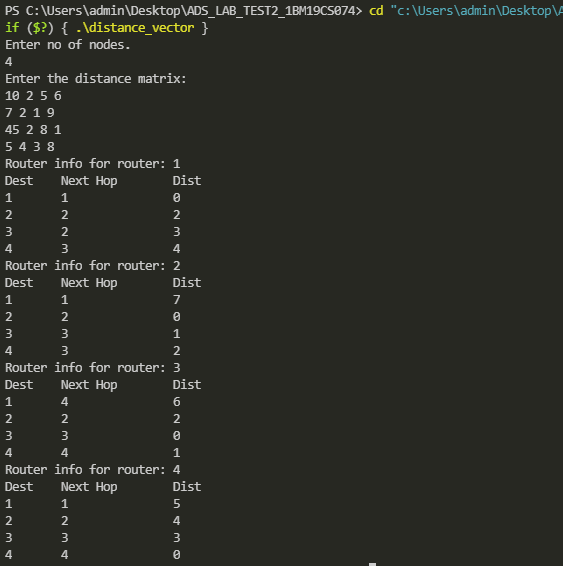 PS C:\Users\admin\Desktop\ADS_LAB_TEST2_1BM19CS074> cd "c:\Users\admin\Desktop\A
if ($?) { .\distance_vector }
Enter no of nodes.
4
Enter the distance matrix:
10 2 5 6
7 2 1 9
45 2 8 1
5 4 3 8
Router info for router: 1
Dest Next Hop Dist
1 1 0
2 2 2
3 2 3
4 3 4
Router info for router: 2
Dest Next Hop Dist
1 1 7
2 2 0
3 3 1
4 3 2
Router info for router: 3
Dest Next Hop Dist
1 4 6
2 2 2
3 3 0
4 4 1
Router info for router: 4
Dest Next Hop Dist
1 1 5
2 2 4
3 3 3
4 4 0